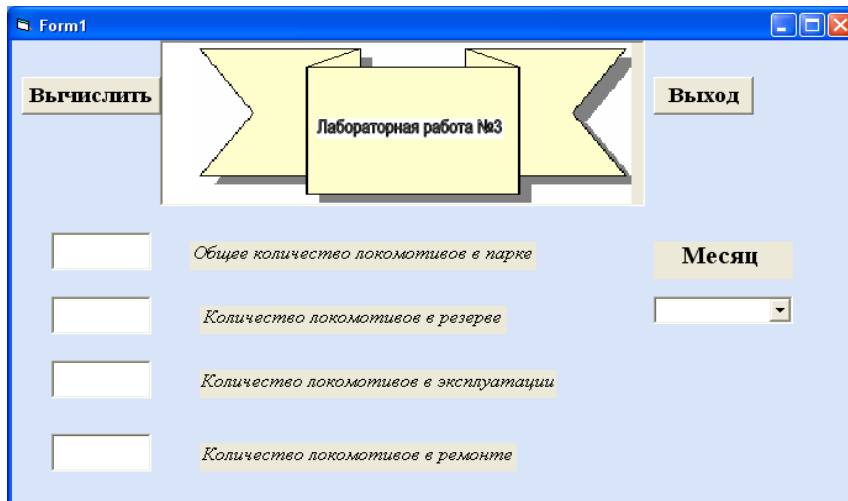 Form1
Вычислить
Лабораторная работа №3
Выход
Общее количество локомотивов в парке
Месяц
Количество локомотивов в резерве
Количество локомотивов в эксплуатации
Количество локомотивов в ремонте